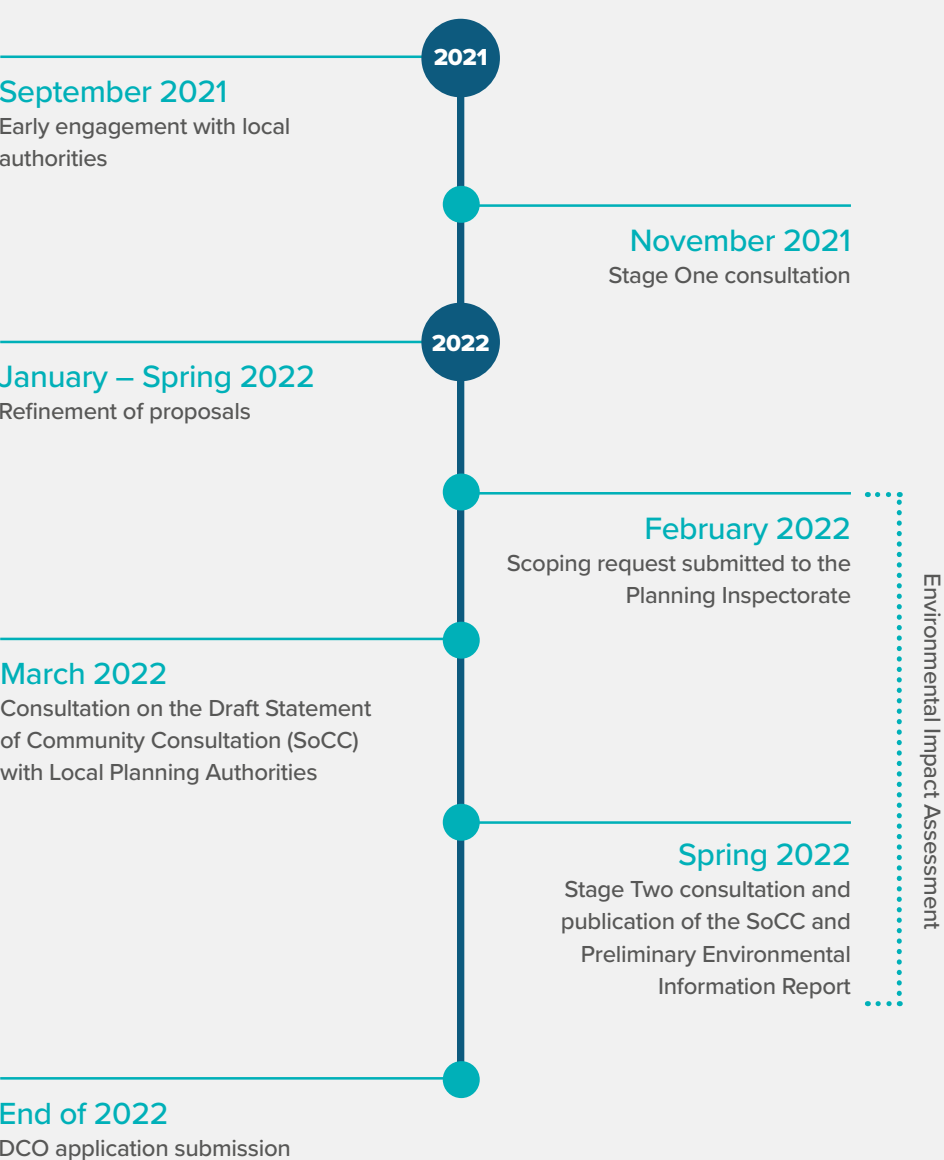 2021
September 2021
Early engagement with local
authorities
November 2021
Stage One consultation
2022
January – Spring 2022
Refinement of proposals
February 2022
Scoping request submitted to the
Planning Inspectorate
March 2022
Consultation on the Draft Statement
of Community Consultation (SoCC)
with Local Planning Authorities
Spring 2022
Stage Two consultation and
publication of the SoCC and
Preliminary Environmental
Information Report
Environmental Impact Assessment
End of 2022
DCO application submission